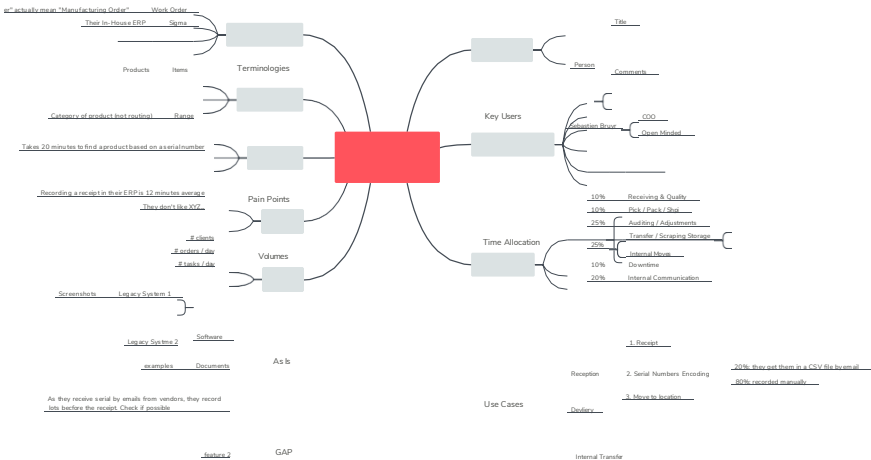 er" actually mean "Manufacturing Order"
Work Order
Their In-House ERP
Sigma
Terminologies
Products
Items
Category of product (not routing)
Range
Takes 20 minutes to find a product based on a serial number
Recording a receipt in their ERP is 12 minutes average
They don't like XYZ..
Pain Points
# clients
# orders / day
# tasks / day
Volumes
Screenshots
Legacy System 1
Legacy Systme 2
Software
examples
Documents
As Is
As they receive serial by emails from vendors, they record
lots becfore the receipt. Check if possible
feature 2
GAP
Title
Person
Comments
Key Users
Sebastien Bruyr
COO
Open Minded
Time Allocation
10%
Receiving & Quality
10%
Pick / Pack / Shpi
25%
Auditing / Adjustments
25%
Transfer / Scraping Storage
Internal Moves
10%
Downtime
20%
Internal Communication
Use Cases
Reception
1. Receipt
2. Serial Numbers Encoding
20%: they get them in a CSV file by email
80%: recorded manually
3. Move to location
Devliery
Internal Transfer